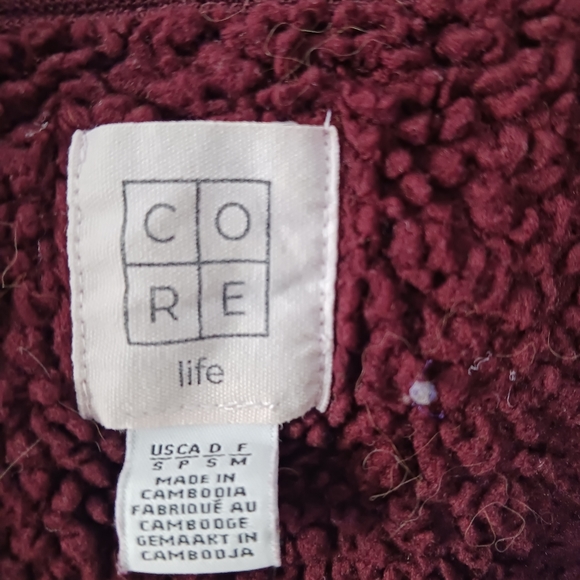 C O
R E
life
US CA D F
S P S M
MADE IN
CAMBODIA
FABRIQUÉ AU
CAMBODGE
GEMAAKT IN
CAMBODJA